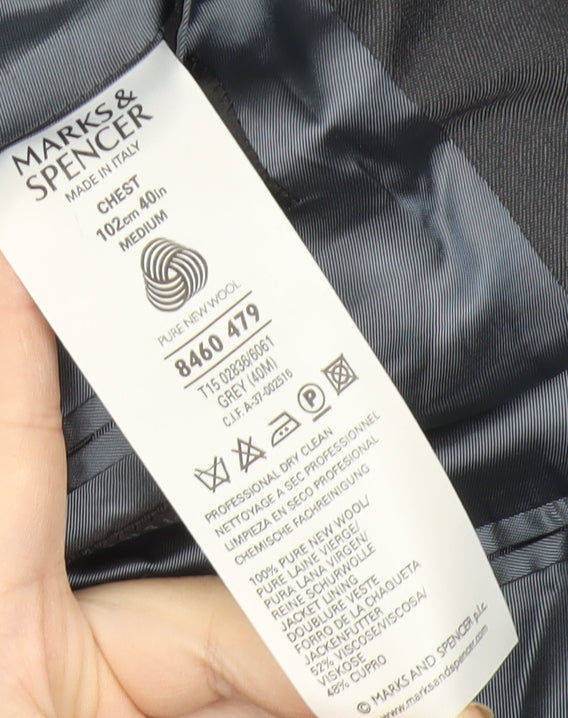 MARKS &
SPENCER
MADE IN ITALY
CHEST
102cm 40in
MEDIUM
PURE NEW WOOL
8460 479
T15 02836/6061
GREY (40M)
C.I.F. A-37-002516
P
PROFESSIONAL DRY CLEAN
NETTOYAGE A SEC PROFESSIONNEL
LIMPIEZA EN SECO PROFESIONAL
CHEMISCHE FACHREINIGUNG
100% PURE NEW WOOL/
PURE LAINE VIERGE/
PURA LANA VIRGEN/
REINE SCHURWOLLE
JACKET LINING
DOUBLURE VESTE
FORRO DE LA CHAQUETA
JACKENFUTTER
52% VISCOSE/VISCOSA/
VISKOSE
48% CUPRO
© MARKS AND SPENCER p.l.c.
www.marksandspencer.com